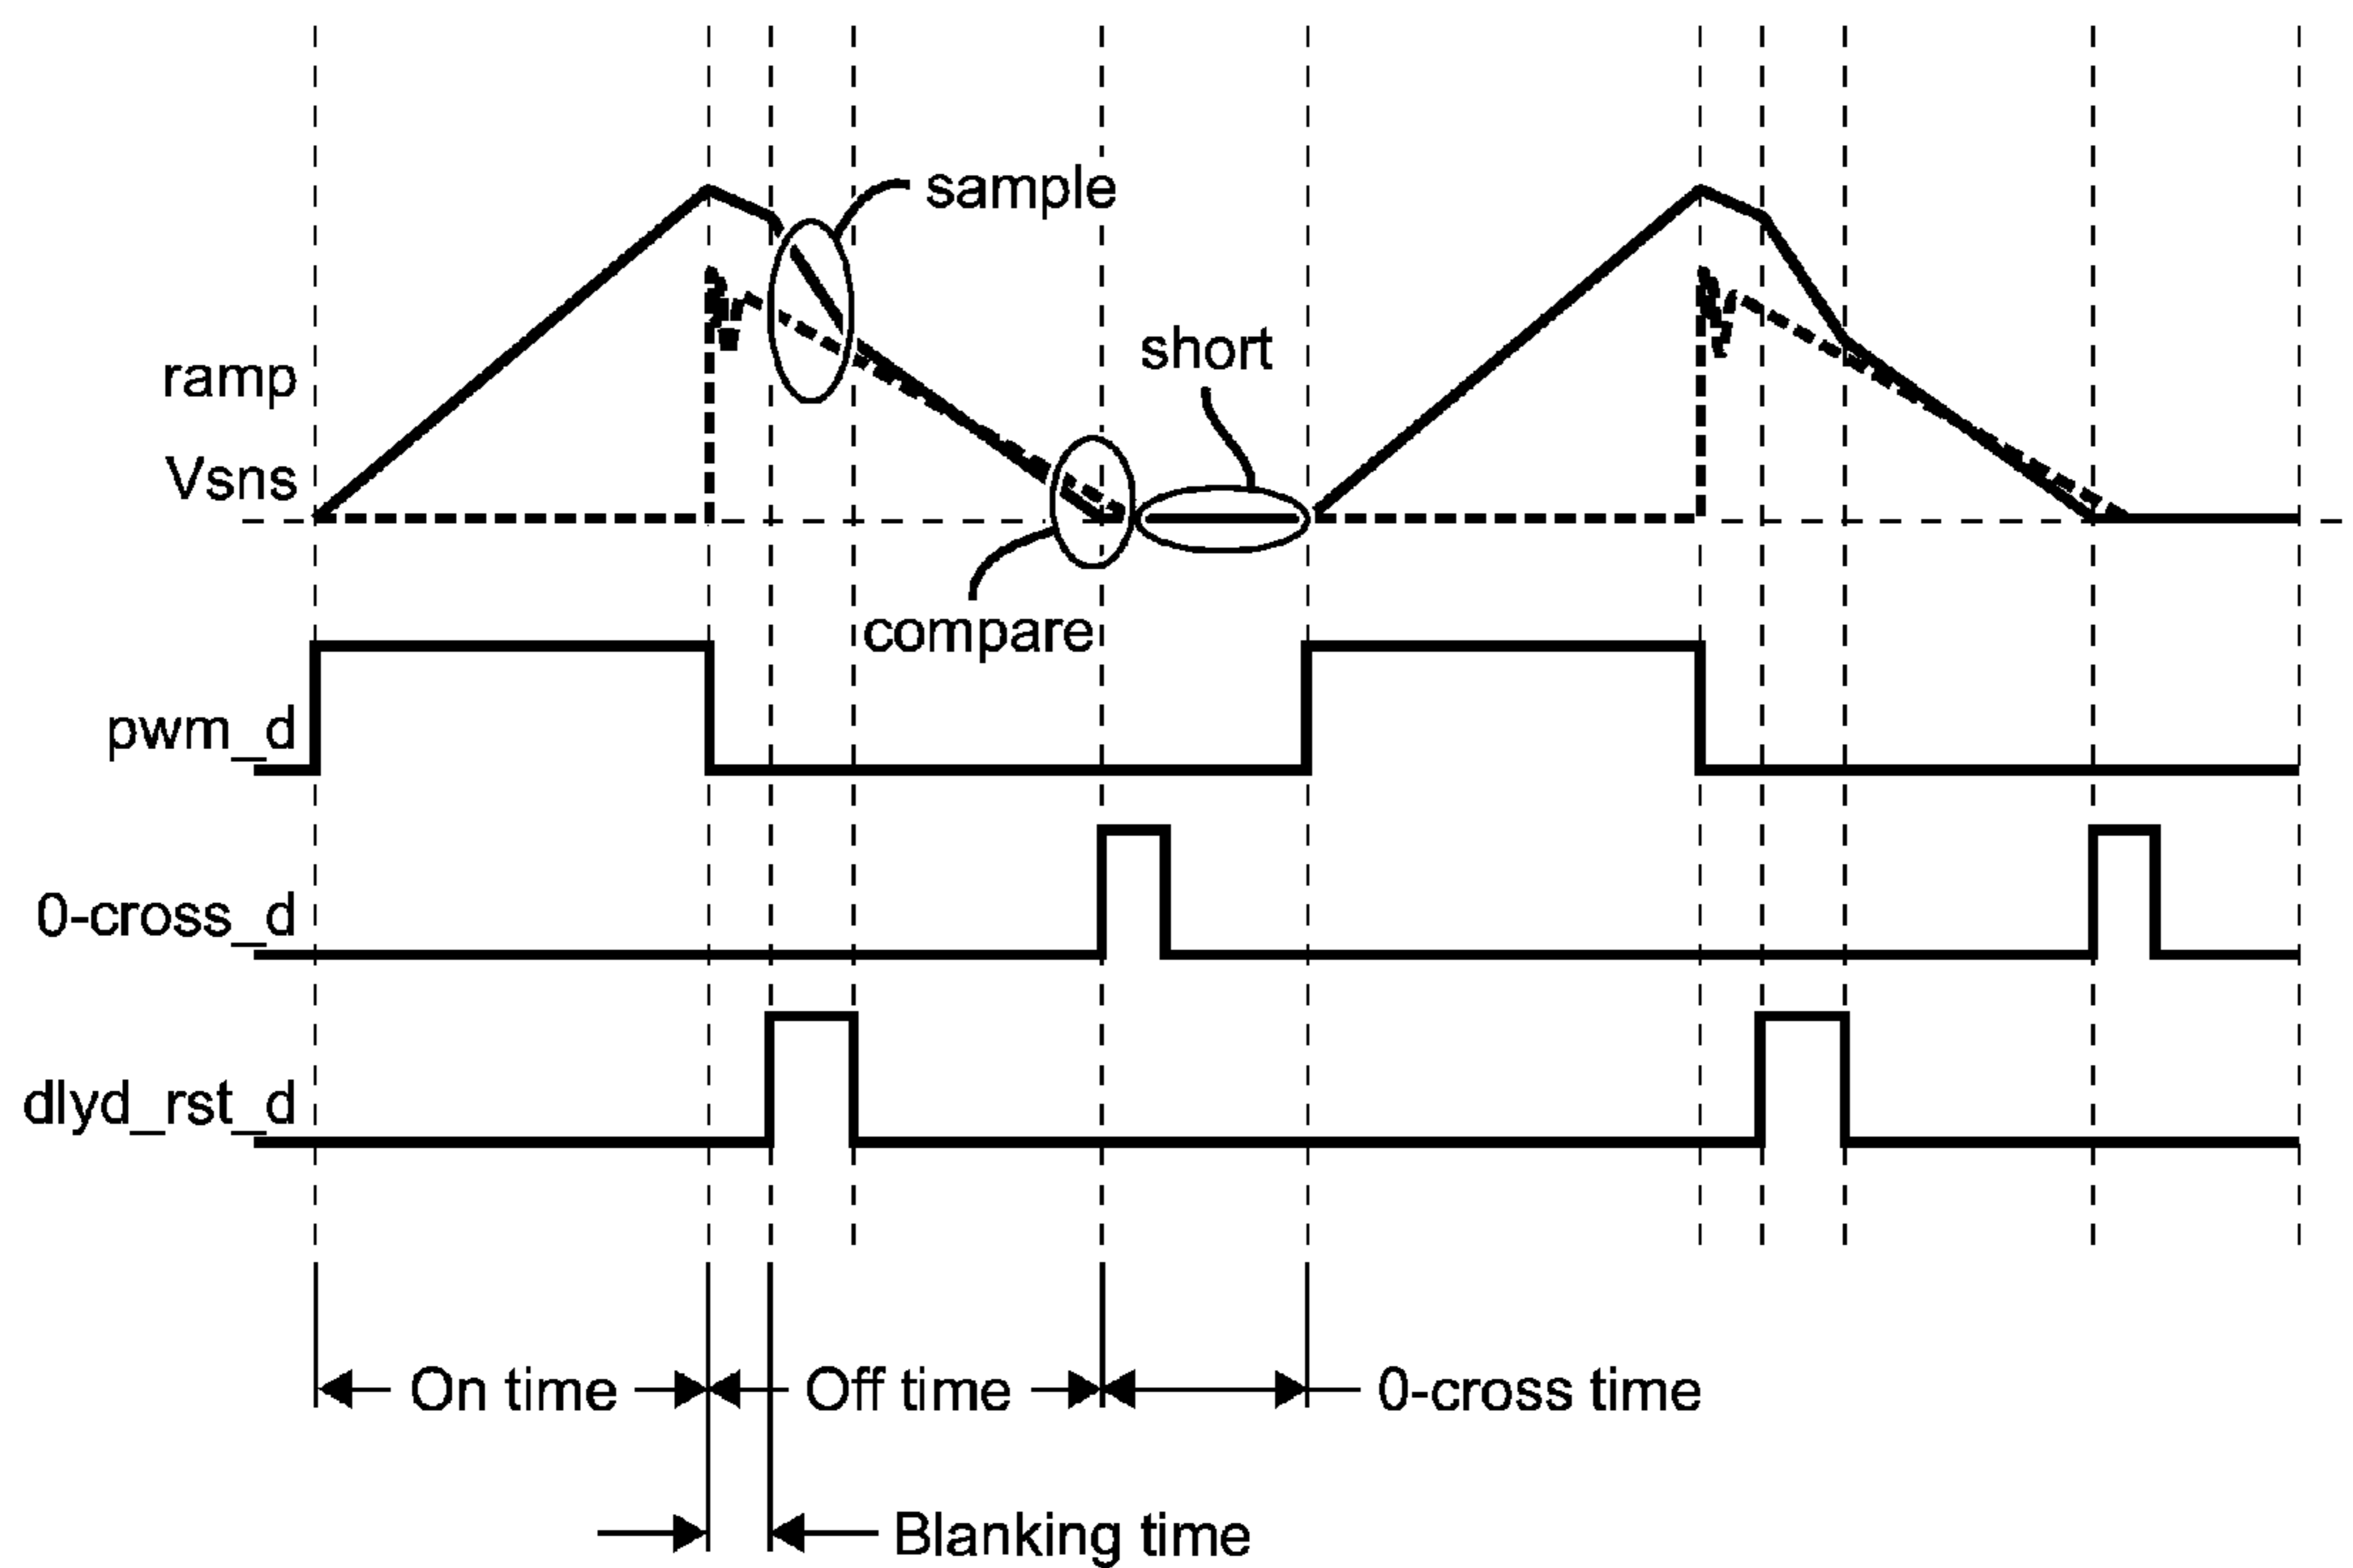 sample
short
ramp
Vsns
compare
pwm_d
0-cross_d
dlyd_rst_d
On time
Off time
0-cross time
Blanking time